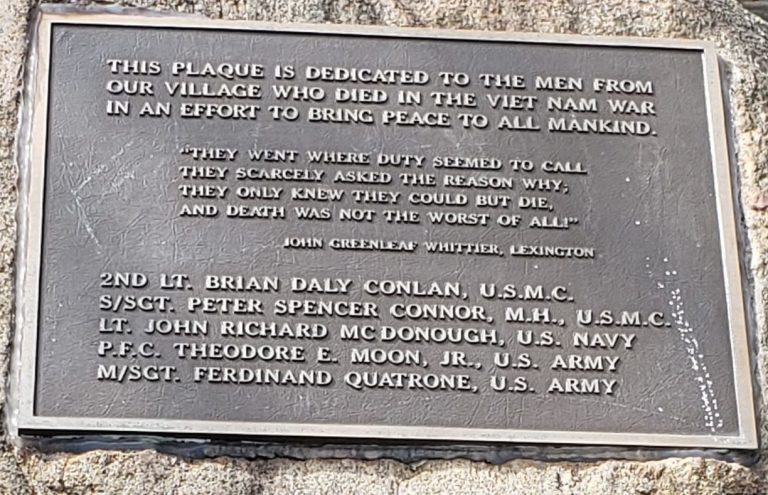 THIS PLAQUE IS DEDICATED TO THE MEN FROM
OUR VILLAGE WHO DIED IN THE VIET NAM WAR
IN AN EFFORT TO BRING PEACE TO ALL MANKIND.
"THEY WENT WHERE DUTY SEEMED TO CALL
THEY SCARCELY ASKED THE REASON WHY;
THEY ONLY KNEW THEY COULD BUT DIE,
AND DEATH WAS NOT THE WORST OF ALL!"
JOHN GREENLEAF WHITTIER, LEXINGTON
2ND LT. BRIAN DALY CONLAN, U.S.M.C.
S/SGT. PETER SPENCER CONNOR, M.H., U.S.M.C.
LT. JOHN RICHARD MC DONOUGH, U.S. NAVY
P.F.C. THEODORE E. MOON, JR., U.S. ARMY
M/SGT. FERDINAND QUATRONE, U.S. ARMY